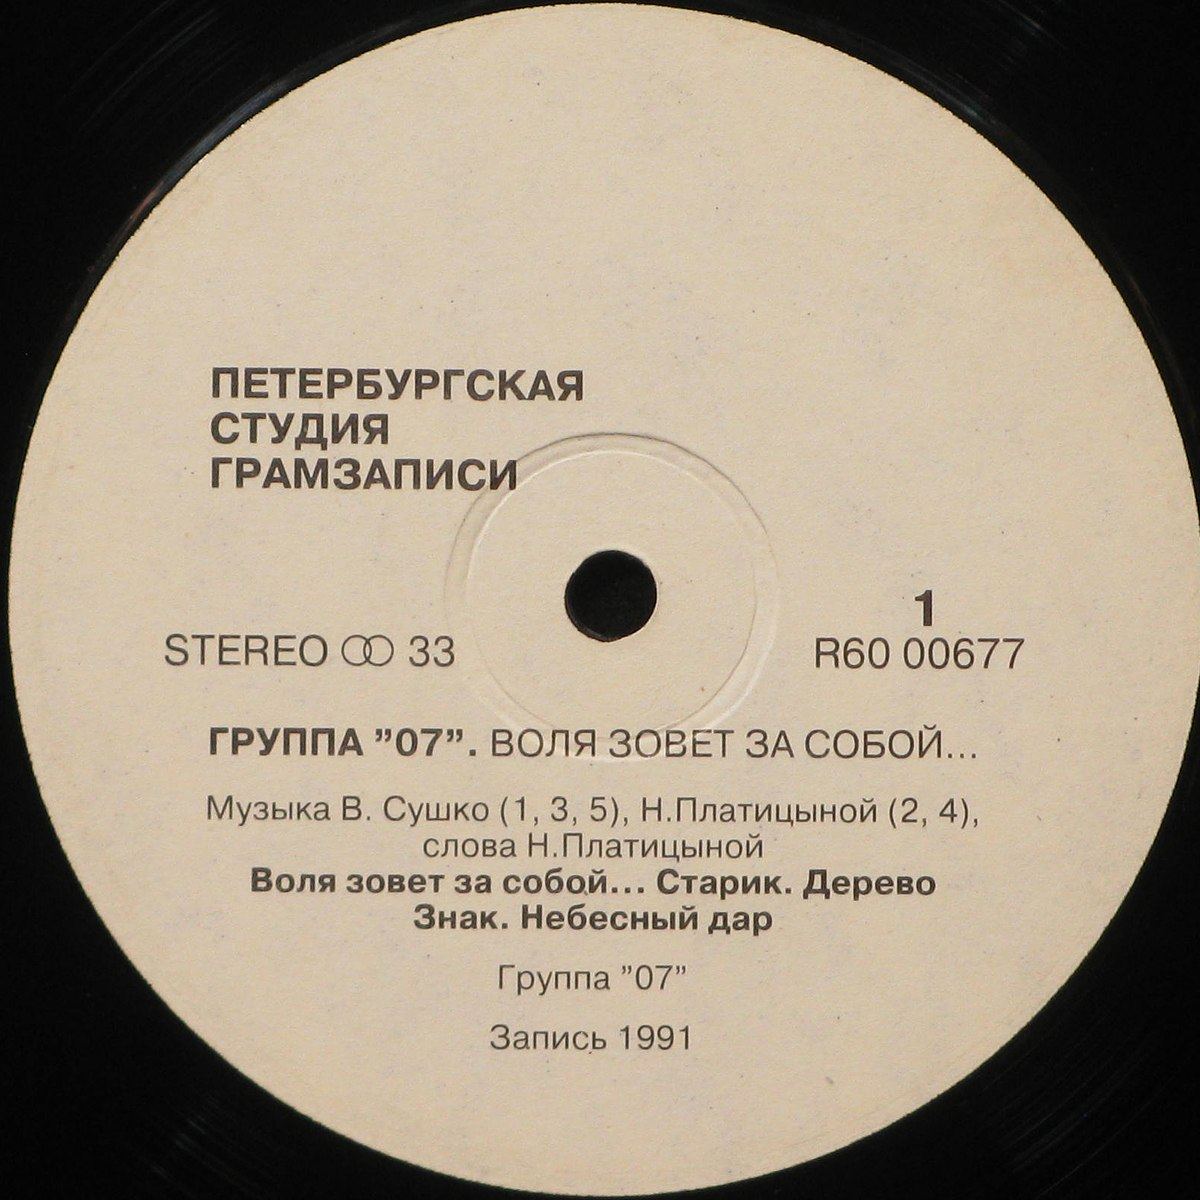 ПЕТЕРБУРГСКАЯ
СТУДИЯ
ГРАМЗАПИСИ
1
STEREO 33 R60 00677
ГРУППА ”07”. ВОЛЯ ЗОВЕТ ЗА СОБОЙ...
Музыка В. Сушко (1, 3, 5), Н.Платицыной (2, 4),
слова Н.Платицыной
Воля зовет за собой... Старик. Дерево
Знак. Небесный дар
Группа ”07”
Запись 1991